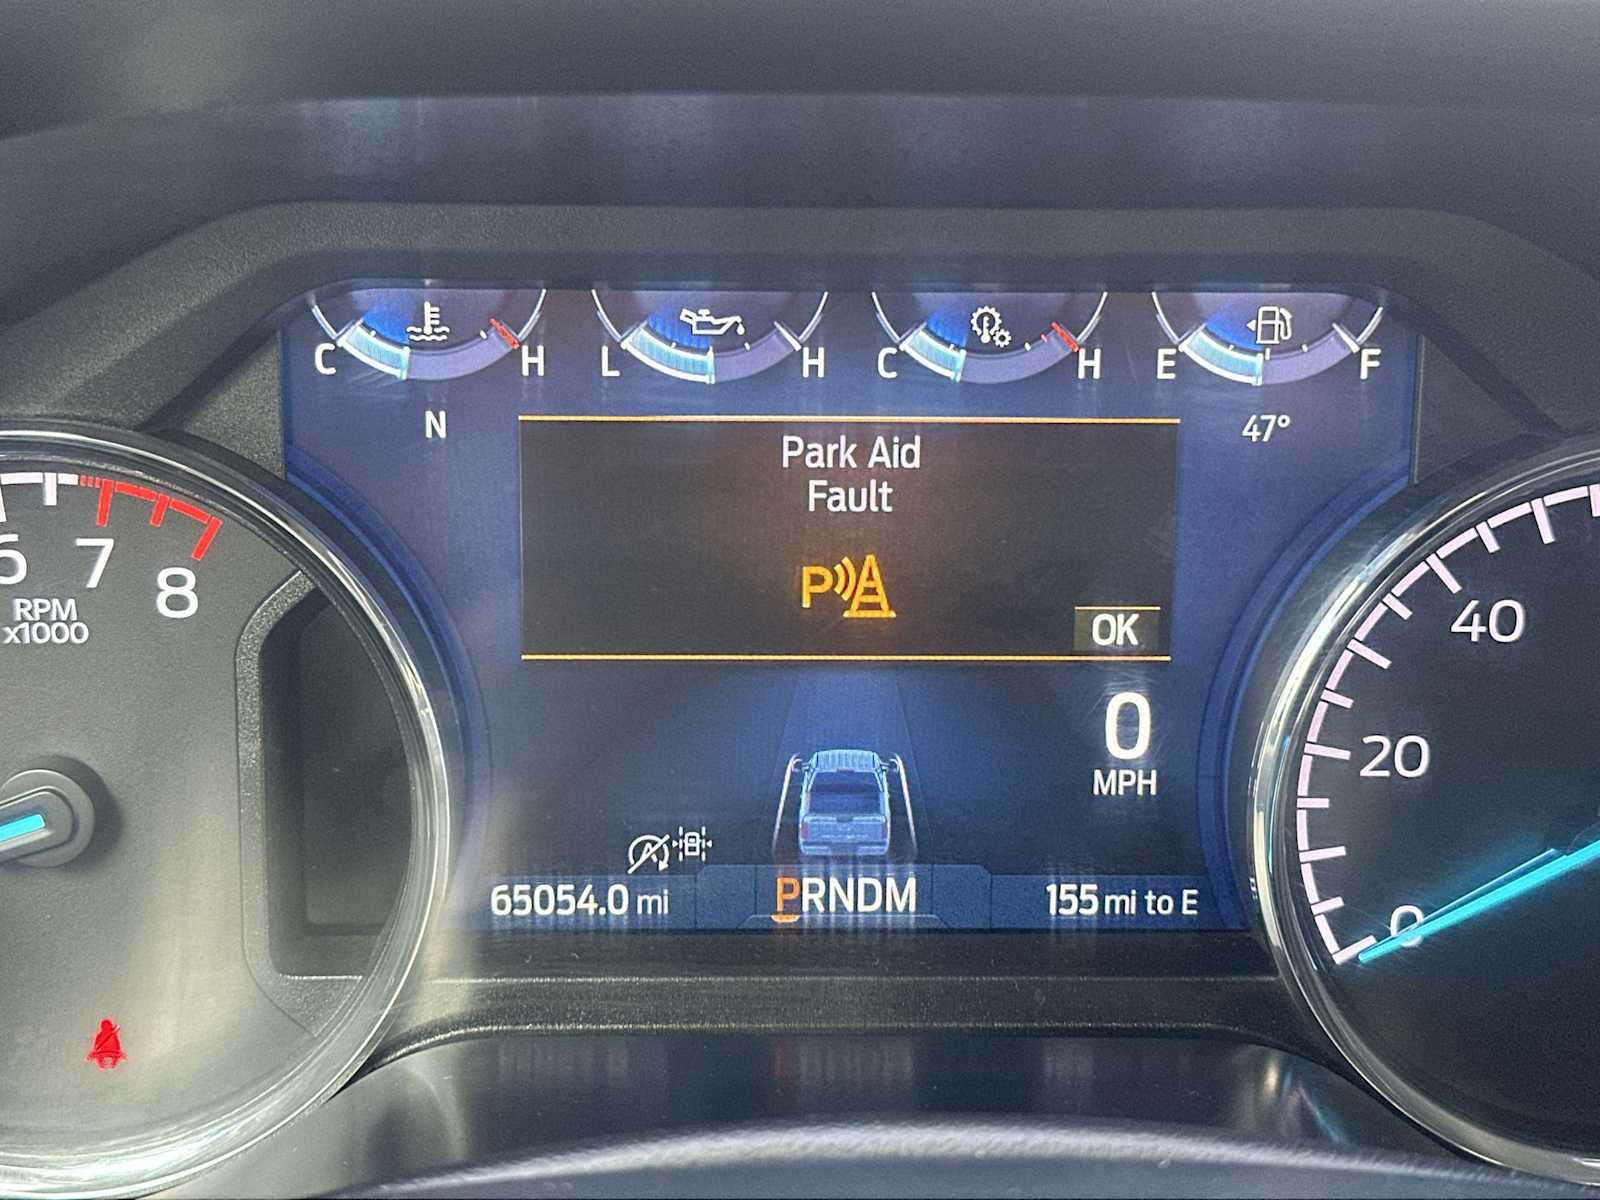 C H L H C H E F
N
47°
Park Aid
Fault
P
OK
6 7 8
RPM
x1000
40
20
0
0
MPH
A
65054.0 mi
PRNDM
155 mi to E